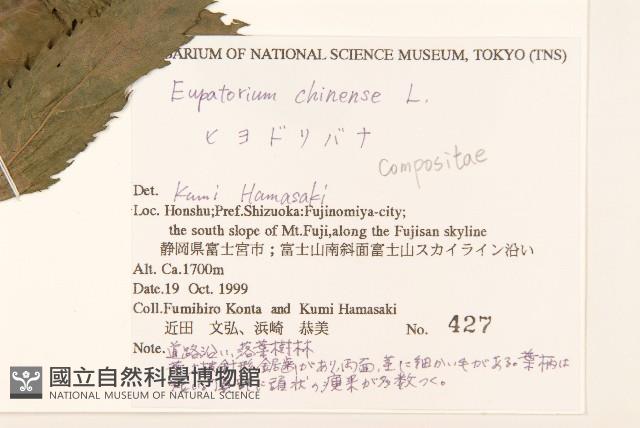 BARIUM OF NATIONAL SCIENCE MUSEUM, TOKYO (TNS)
Eupatorium chinense L.
ヒヨドリバナ
Compositae
Det. Kumi Hamasaki
Loc. Honshu;Pref.Shizuoka:Fujinomiya-city;
the south slope of Mt.Fuji,along the Fujisan skyline
静岡県富士宮市；富士山南斜面富士山スカイライン沿い
Alt. Ca.1700m
Date.19 Oct. 1999
Coll.Fumihiro Konta and Kumi Hamasaki
近田 文弘、浜崎 恭美 No. 427
Note. 道路沿い、落葉樹林
鋸歯があり、両面、茎に細かい毛がある。葉柄は
頭状の痩果が多数つく。
國立自然科學博物館
NATIONAL MUSEUM OF NATURAL SCIENCE